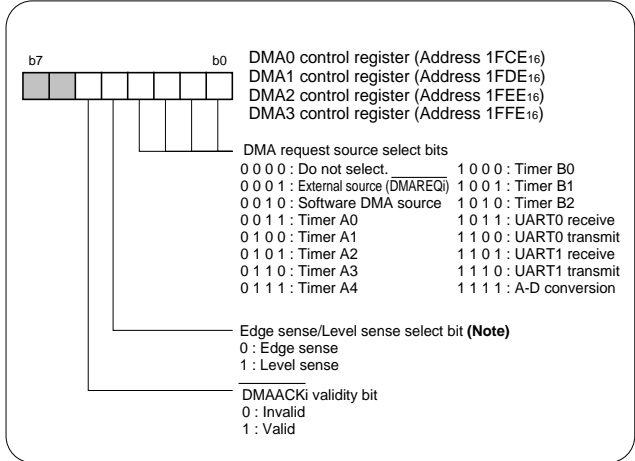 b7 b0
DMA0 control register (Address 1FCE16)
DMA1 control register (Address 1FDE16)
DMA2 control register (Address 1FEE16)
DMA3 control register (Address 1FFE16)
DMA request source select bits
0 0 0 0 : Do not select. 1 0 0 0 : Timer B0
0 0 0 1 : External source (DMAREQi) 1 0 0 1 : Timer B1
0 0 1 0 : Software DMA source 1 0 1 0 : Timer B2
0 0 1 1 : Timer A0 1 0 1 1 : UART0 receive
0 1 0 0 : Timer A1 1 1 0 0 : UART0 transmit
0 1 0 1 : Timer A2 1 1 0 1 : UART1 receive
0 1 1 0 : Timer A3 1 1 1 0 : UART1 transmit
0 1 1 1 : Timer A4 1 1 1 1 : A-D conversion
Edge sense/Level sense select bit (Note)
0 : Edge sense
1 : Level sense
DMAACKi validity bit
0 : Invalid
1 : Valid